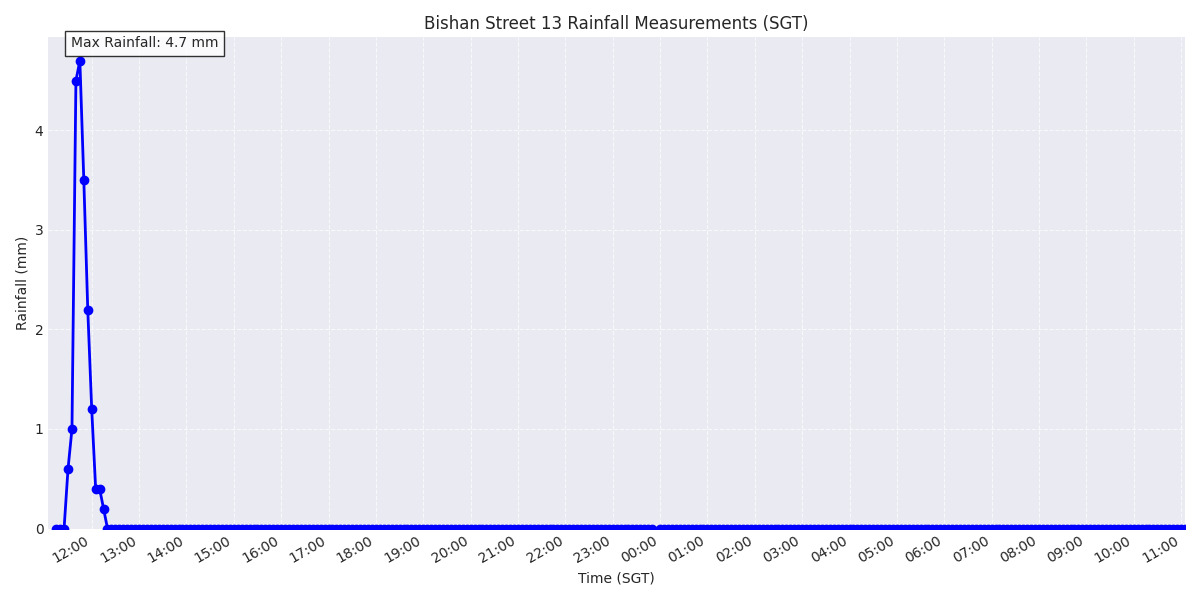 Bishan Street 13 Rainfall Measurements (SGT)
Max Rainfall: 4.7 mm
4
3
2
1
0
Rainfall (mm)
12:00 13:00 14:00 15:00 16:00 17:00 18:00 19:00 20:00 21:00 22:00 23:00 00:00 01:00 02:00 03:00 04:00 05:00 06:00 07:00 08:00 09:00 10:00 11:00
Time (SGT)